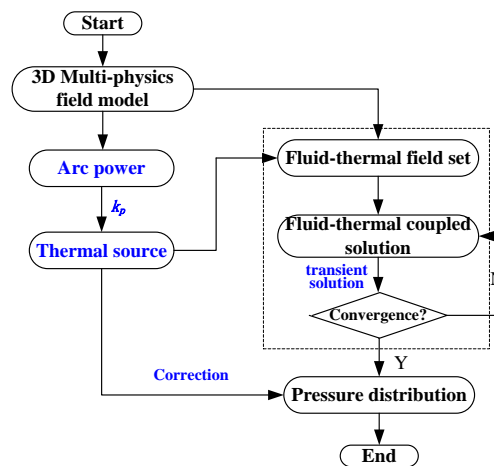 Start
3D Multi-physics
field model
Arc power
k_p
Thermal source
Fluid-thermal field set
Fluid-thermal coupled
solution
transient
solution
Convergence?
Y
Correction
Pressure distribution
End